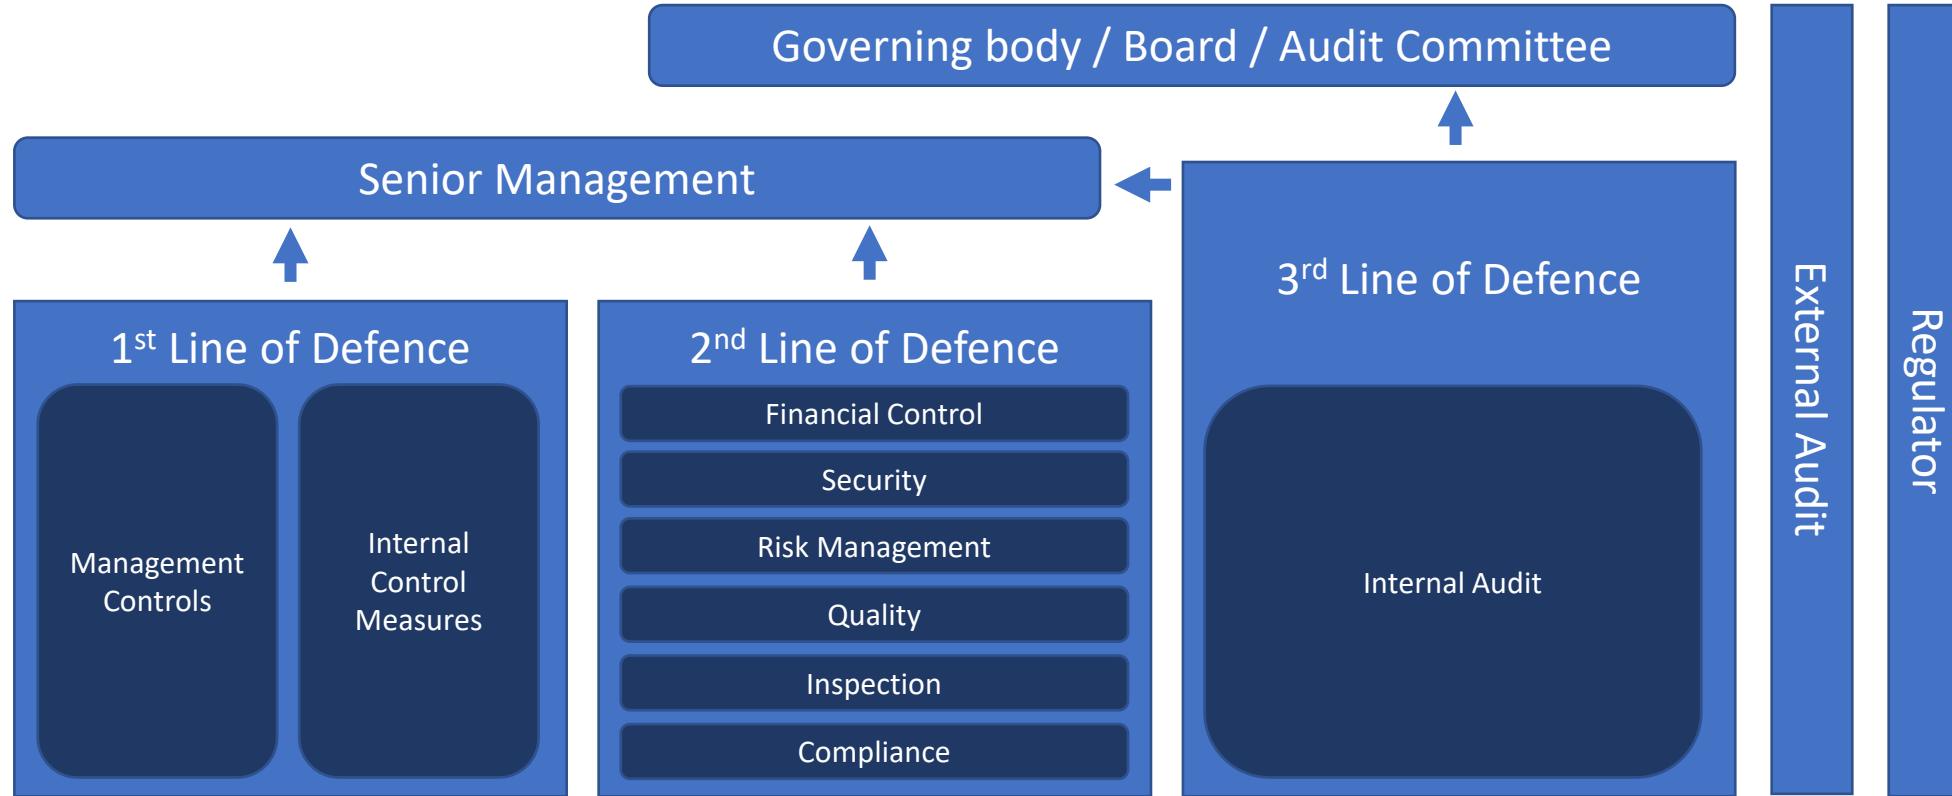 Governing body / Board / Audit Committee
Senior Management
1st Line of Defence
Management
Controls
Internal
Control
Measures
2nd Line of Defence
Financial Control
Security
Risk Management
Quality
Inspection
Compliance
3rd Line of Defence
Internal Audit
External Audit
Regulator